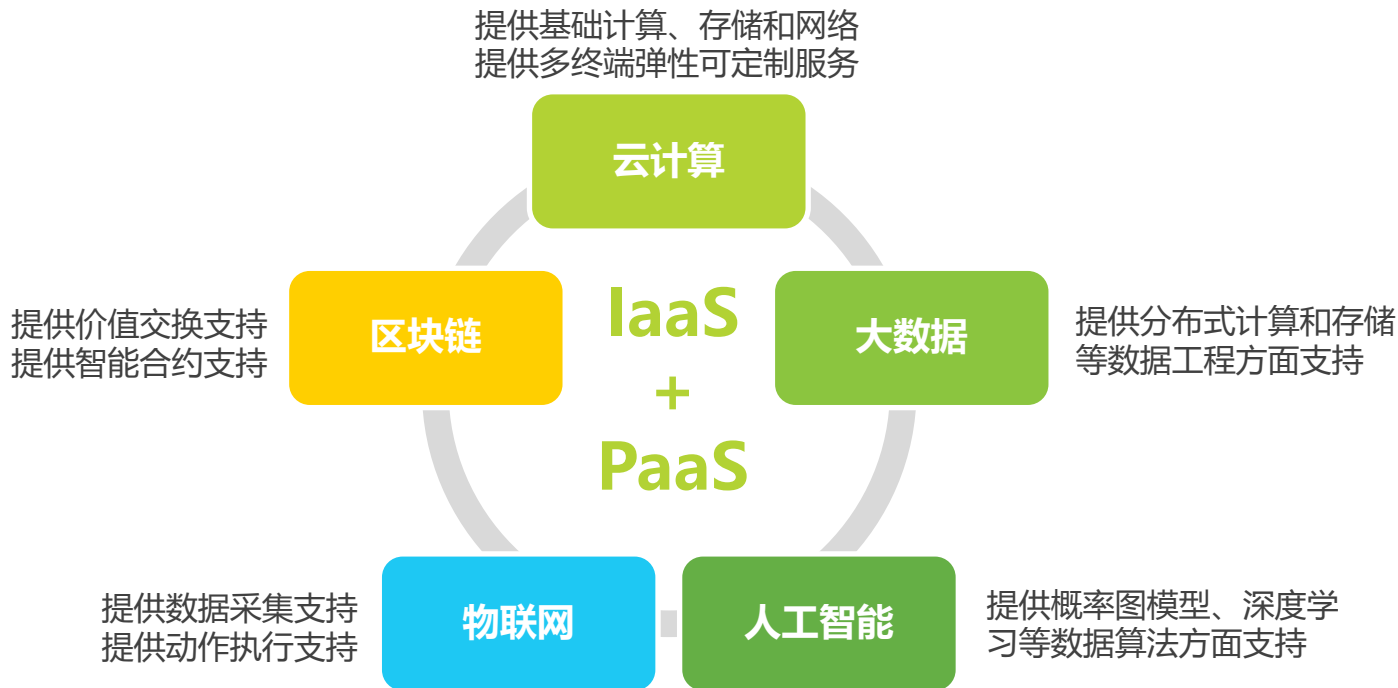 提供基础计算、存储和网络
提供多终端弹性可定制服务
云计算
区块链
提供价值交换支持
提供智能合约支持
IaaS
+
PaaS
大数据
提供分布式计算和存储
等数据工程方面支持
物联网
提供数据采集支持
提供动作执行支持
人工智能
提供概率图模型、深度学
习等数据算法方面支持